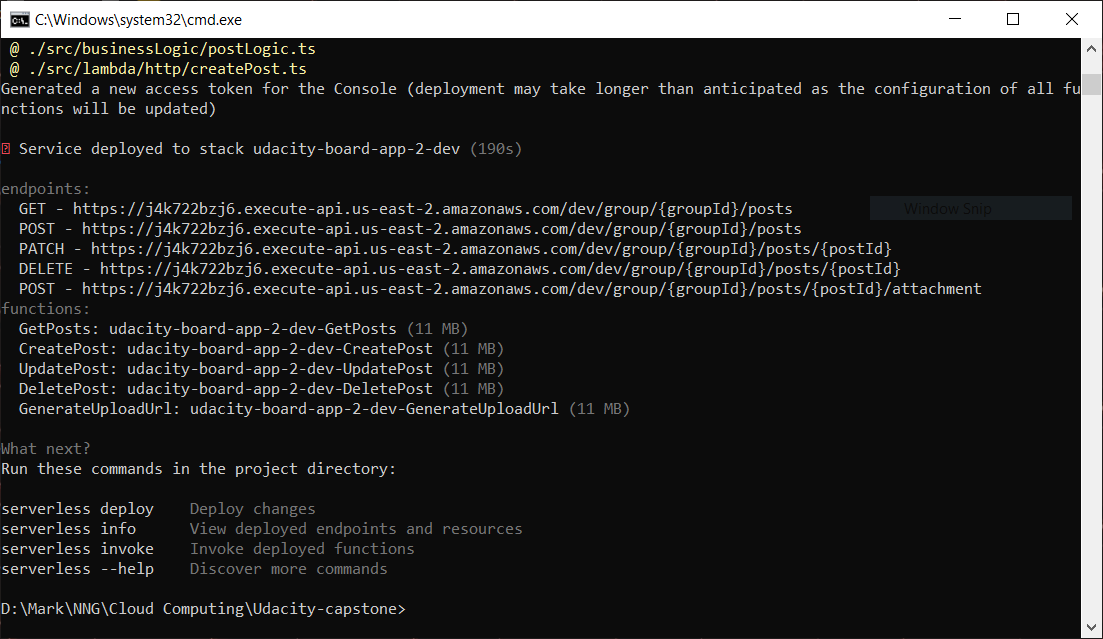 C:\Windows\system32\cmd.exe
@ ./src/businessLogic/postLogic.ts
@ ./src/lambda/http/createPost.ts
Generated a new access token for the Console (deployment may take longer than anticipated as the configuration of all fu
nctions will be updated)
Service deployed to stack udacity-board-app-2-dev (190s)
endpoints:
GET - https://j4k722bzj6.execute-api.us-east-2.amazonaws.com/dev/group/{groupId}/posts
Window Snip
POST - https://j4k722bzj6.execute-api.us-east-2.amazonaws.com/dev/group/{groupId}/posts
PATCH - https://j4k722bzj6.execute-api.us-east-2.amazonaws.com/dev/group/{groupId}/posts/{postId}
DELETE - https://j4k722bzj6.execute-api.us-east-2.amazonaws.com/dev/group/{groupId}/posts/{postId}
POST - https://j4k722bzj6.execute-api.us-east-2.amazonaws.com/dev/group/{groupId}/posts/{postId}/attachment
functions:
GetPosts: udacity-board-app-2-dev-GetPosts (11 MB)
CreatePost: udacity-board-app-2-dev-CreatePost (11 MB)
UpdatePost: udacity-board-app-2-dev-UpdatePost (11 MB)
DeletePost: udacity-board-app-2-dev-DeletePost (11 MB)
GenerateUploadUrl: udacity-board-app-2-dev-GenerateUploadUrl (11 MB)
What next?
Run these commands in the project directory:
serverless deploy    Deploy changes
serverless info      View deployed endpoints and resources
serverless invoke    Invoke deployed functions
serverless --help    Discover more commands
D:\Mark\NNG\Cloud Computing\Udacity-capstone>